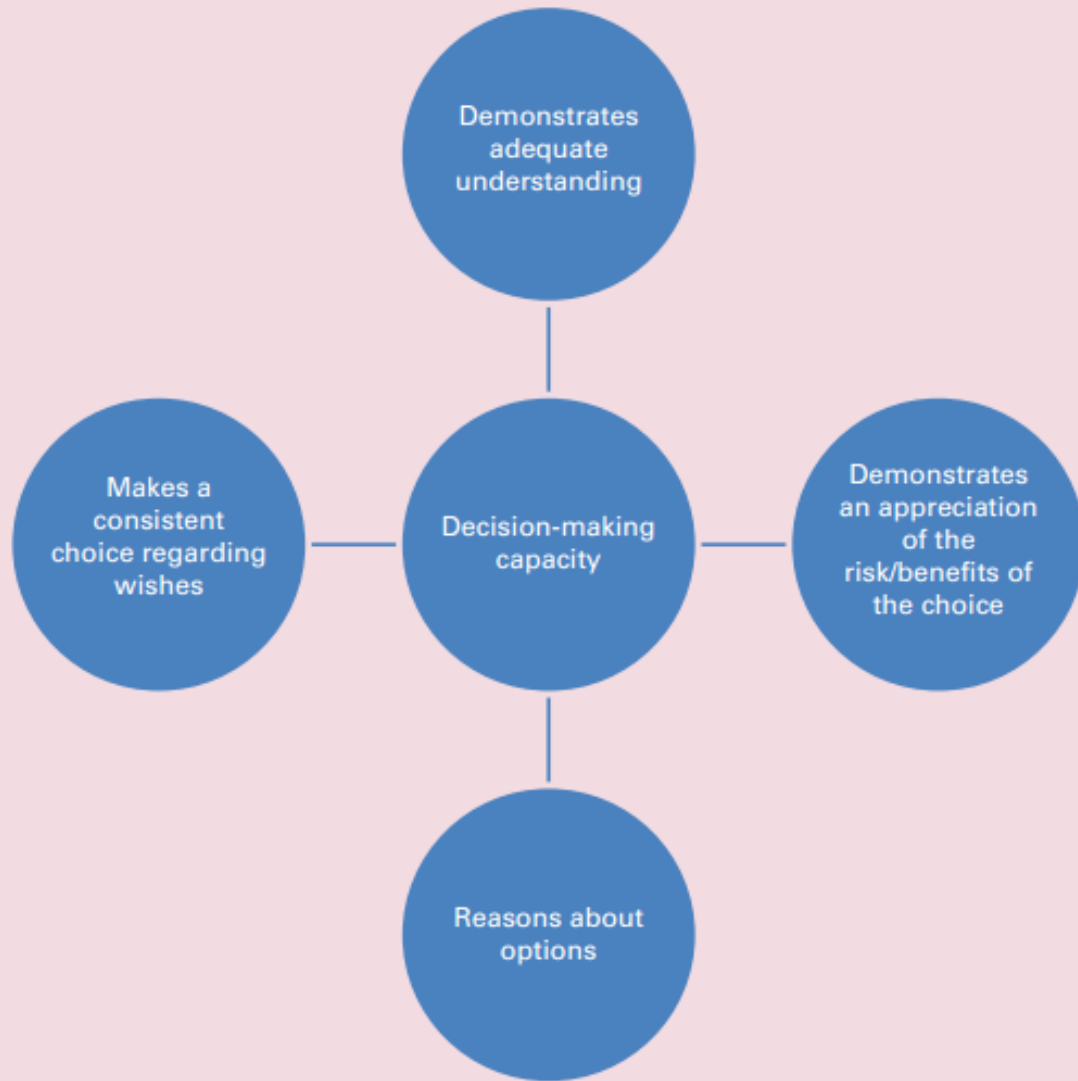 Demonstrates
adequate
understanding
Makes a
consistent
choice regarding
wishes
Decision-making
capacity
Demonstrates
an appreciation
of the
risk/benefits of
the choice
Reasons about
options